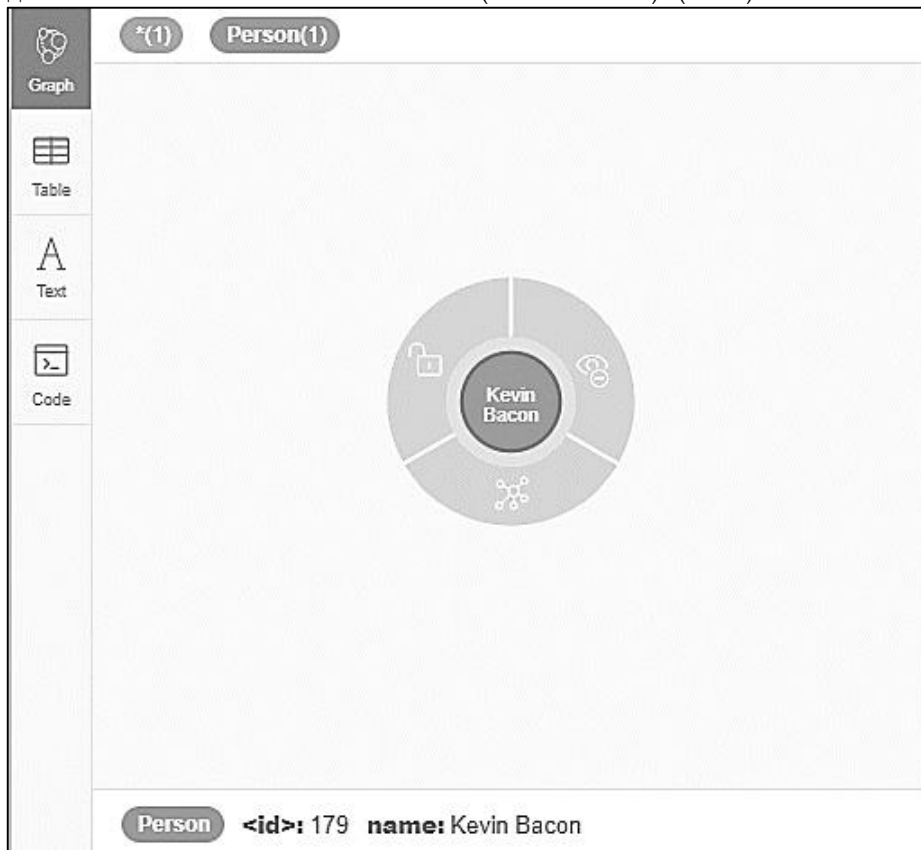 *(1) Person(1)
Graph
Table
Text
Code
Kevin
Bacon
Person <id>: 179 name: Kevin Bacon